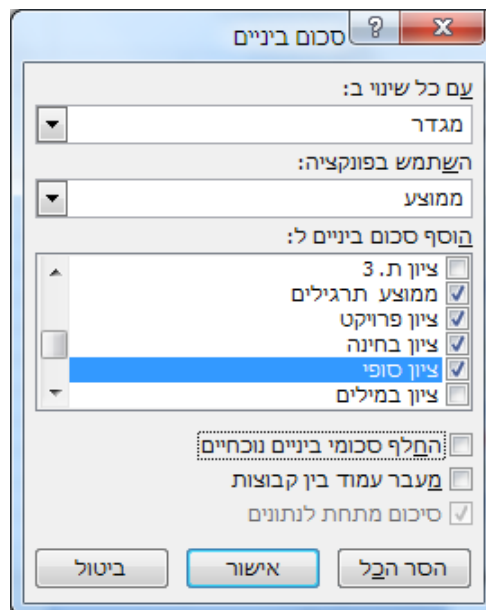 סכום ביניים
עם כל שינוי ב:
מגדר
השתמש בפונקציה:
ממוצע
הוסף סכום ביניים ל:
ציון ת. 3
ממוצע תרגילים
ציון פרויקט
ציון בחינה
ציון סופי
ציון במילים
החלף סכומי ביניים נוכחיים
מעבר עמוד בין קבוצות
סיכום מתחת לנתונים
הסר הכל אישור ביטול